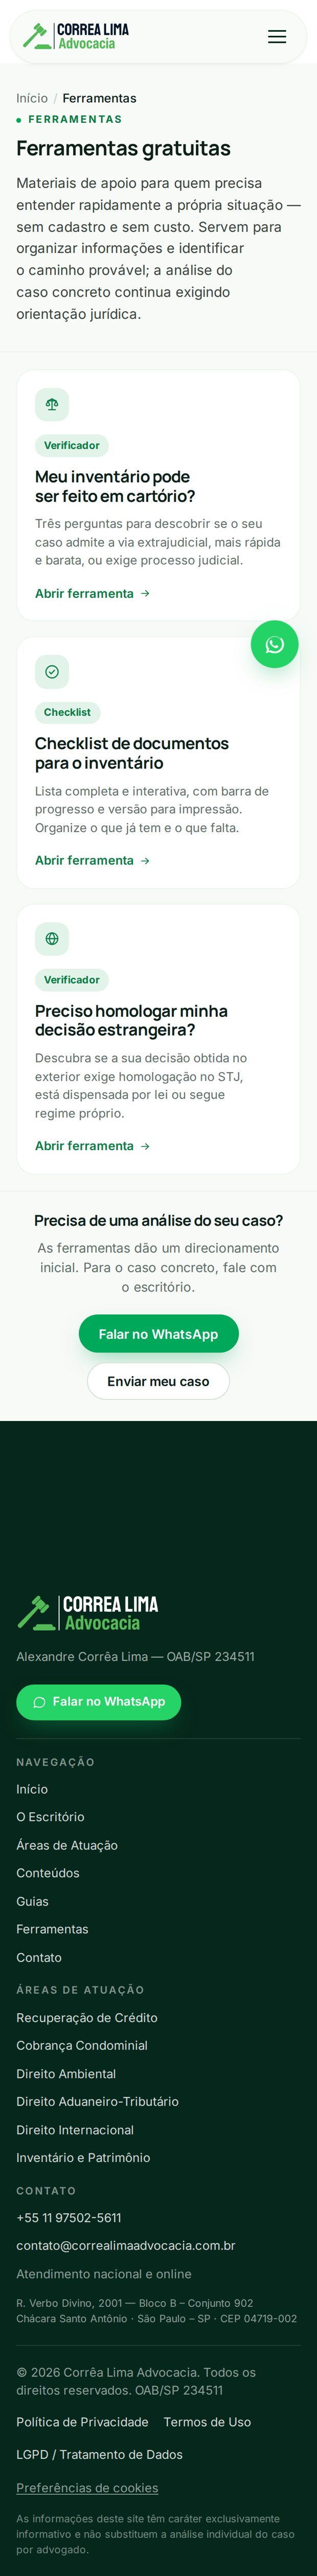 CORREA LIMA
Advocacia
Início / Ferramentas
FERRAMENTAS
Ferramentas gratuitas
Materiais de apoio para quem precisa
entender rapidamente a própria situação —
sem cadastro e sem custo. Servem para
organizar informações e identificar
o caminho provável; a análise do
caso concreto continua exigindo
orientação jurídica.
Verificador
Meu inventário pode
ser feito em cartório?
Três perguntas para descobrir se o seu
caso admite a via extrajudicial, mais rápida
e barata, ou exige processo judicial.
Abrir ferramenta →
Checklist
Checklist de documentos
para o inventário
Lista completa e interativa, com barra de
progresso e versão para impressão.
Organize o que já tem e o que falta.
Abrir ferramenta →
Verificador
Preciso homologar minha
decisão estrangeira?
Descubra se a sua decisão obtida no
exterior exige homologação no STJ,
está dispensada por lei ou segue
regime próprio.
Abrir ferramenta →
Precisa de uma análise do seu caso?
As ferramentas dão um direcionamento
inicial. Para o caso concreto, fale com
o escritório.
Falar no WhatsApp
Enviar meu caso
CORREA LIMA
Advocacia
Alexandre Corrêa Lima — OAB/SP 234511
Falar no WhatsApp
NAVEGAÇÃO
Início
O Escritório
Áreas de Atuação
Conteúdos
Guias
Ferramentas
Contato
ÁREAS DE ATUAÇÃO
Recuperação de Crédito
Cobrança Condominial
Direito Ambiental
Direito Aduaneiro-Tributário
Direito Internacional
Inventário e Patrimônio
CONTATO
+55 11 97502-5611
contato@correalimaadvocacia.com.br
Atendimento nacional e online
R. Verbo Divino, 2001 — Bloco B – Conjunto 902
Chácara Santo Antônio · São Paulo – SP · CEP 04719-002
© 2026 Corrêa Lima Advocacia. Todos os
direitos reservados. OAB/SP 234511
Política de Privacidade Termos de Uso
LGPD / Tratamento de Dados
Preferências de cookies
As informações deste site têm caráter exclusivamente
informativo e não substituem a análise individual do caso
por advogado.